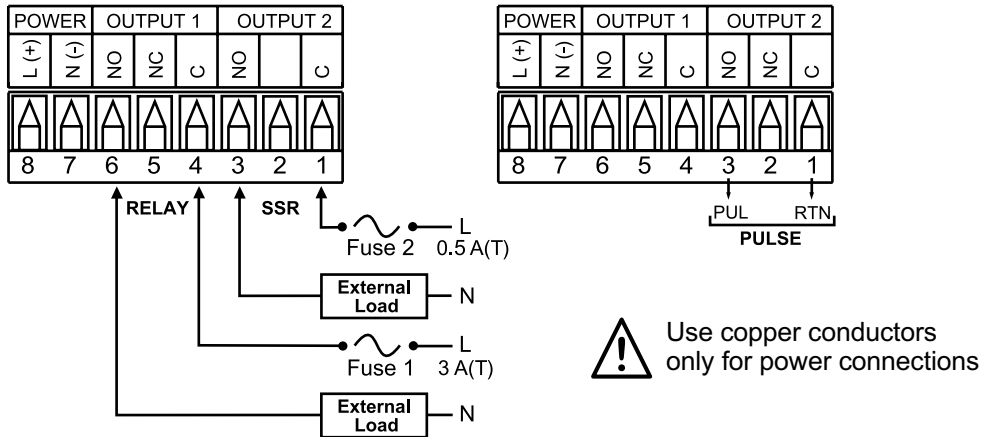 POWER OUTPUT 1 OUTPUT 2
L (+) N (-) NO NC C NO C
8 7 6 5 4 3 2 1
RELAY SSR
Fuse 2 L 0.5 A(T)
External Load N
Fuse 1 L 3 A(T)
External Load N
POWER OUTPUT 1 OUTPUT 2
L (+) N (-) NO NC C NO NC C
8 7 6 5 4 3 2 1
PUL RTN
PULSE
! Use copper conductors
only for power connections